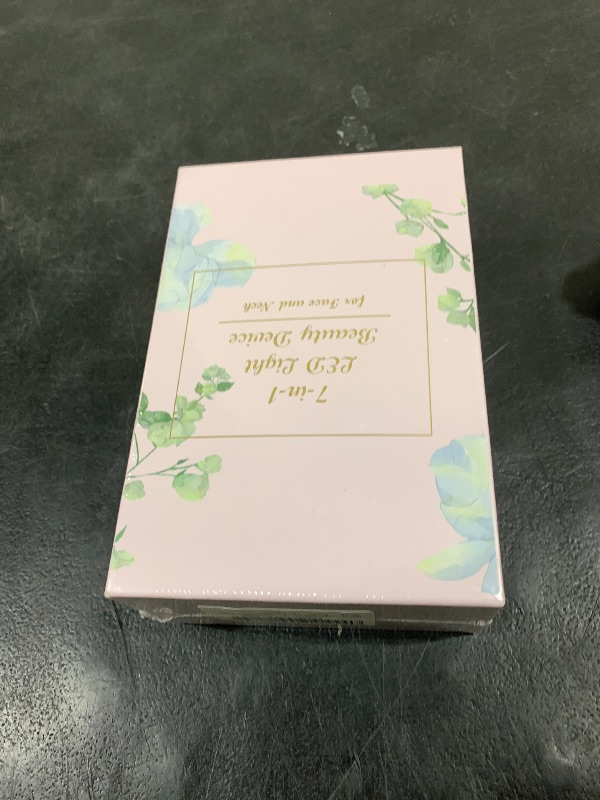 7-in-1
LED Light
Beauty Device
for Face and Neck